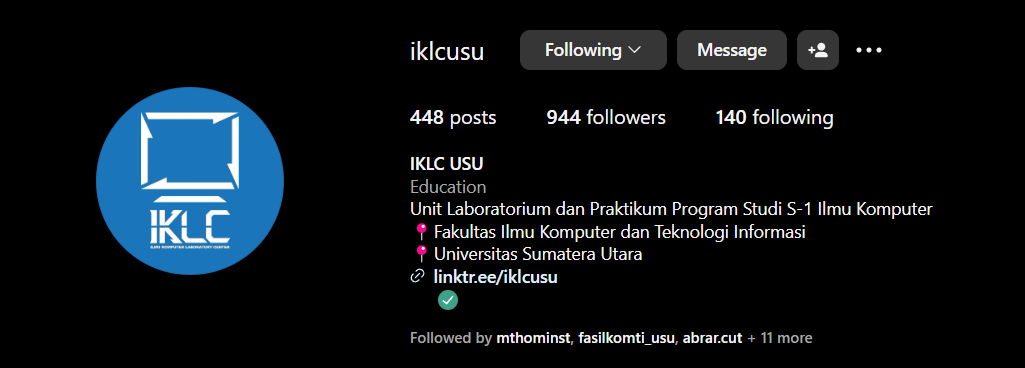 iklcusu
Following
Message
448 posts
944 followers
140 following
IKLC USU
Education
Unit Laboratorium dan Praktikum Program Studi S-1 Ilmu Komputer
Fakultas Ilmu Komputer dan Teknologi Informasi
Universitas Sumatera Utara
linktr.ee/iklcusu
Followed by mthominst, fasilkomti_usu, abrar.cut + 11 more
IKLC
ILMU KOMPUTER LABORATORY CENTER